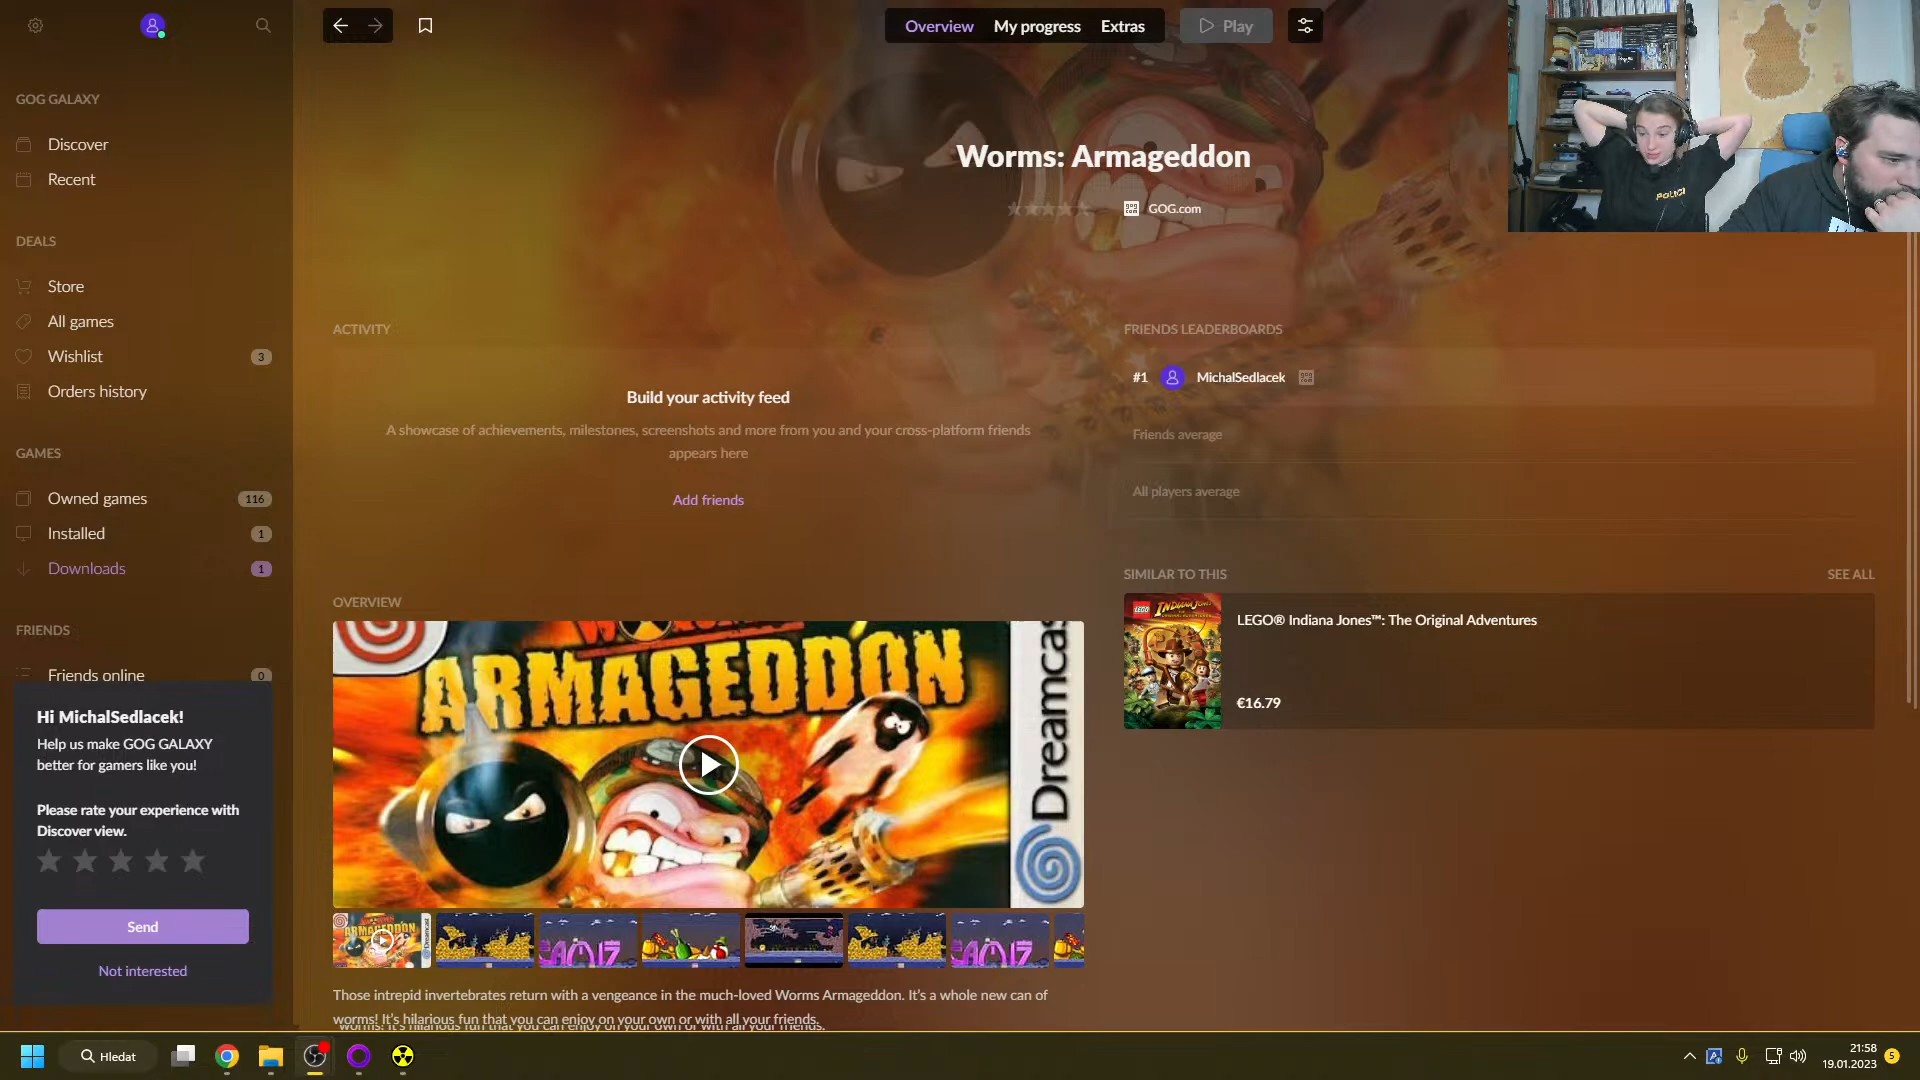 Overview
My progress
Extras
Play
GOG GALAXY
Discover
Recent
DEALS
Store
All games
Wishlist
3
Orders history
GAMES
Owned games
116
Installed
1
Downloads
1
FRIENDS
Friends online
0
Hi MichalSedlacek!
Help us make GOG GALAXY
better for gamers like you!
Please rate your experience with
Discover view.
Send
Not interested
Worms: Armageddon
GOG.com
POLICE
ACTIVITY
Build your activity feed
A showcase of achievements, milestones, screenshots and more from you and your cross-platform friends
appears here
Add friends
FRIENDS LEADERBOARDS
#1
MichalSedlacek
Friends average
All players average
SIMILAR TO THIS
SEE ALL
LEGO INDIANA JONES
LEGO® Indiana Jones™: The Original Adventures
€16.79
OVERVIEW
ARMAGEDDON
Dreamcas
Those intrepid invertebrates return with a vengeance in the much-loved Worms Armageddon. It's a whole new can of
worms! It's hilarious fun that you can enjoy on your own or with all your friends.
Hledat
21:58
19.01.2023
5